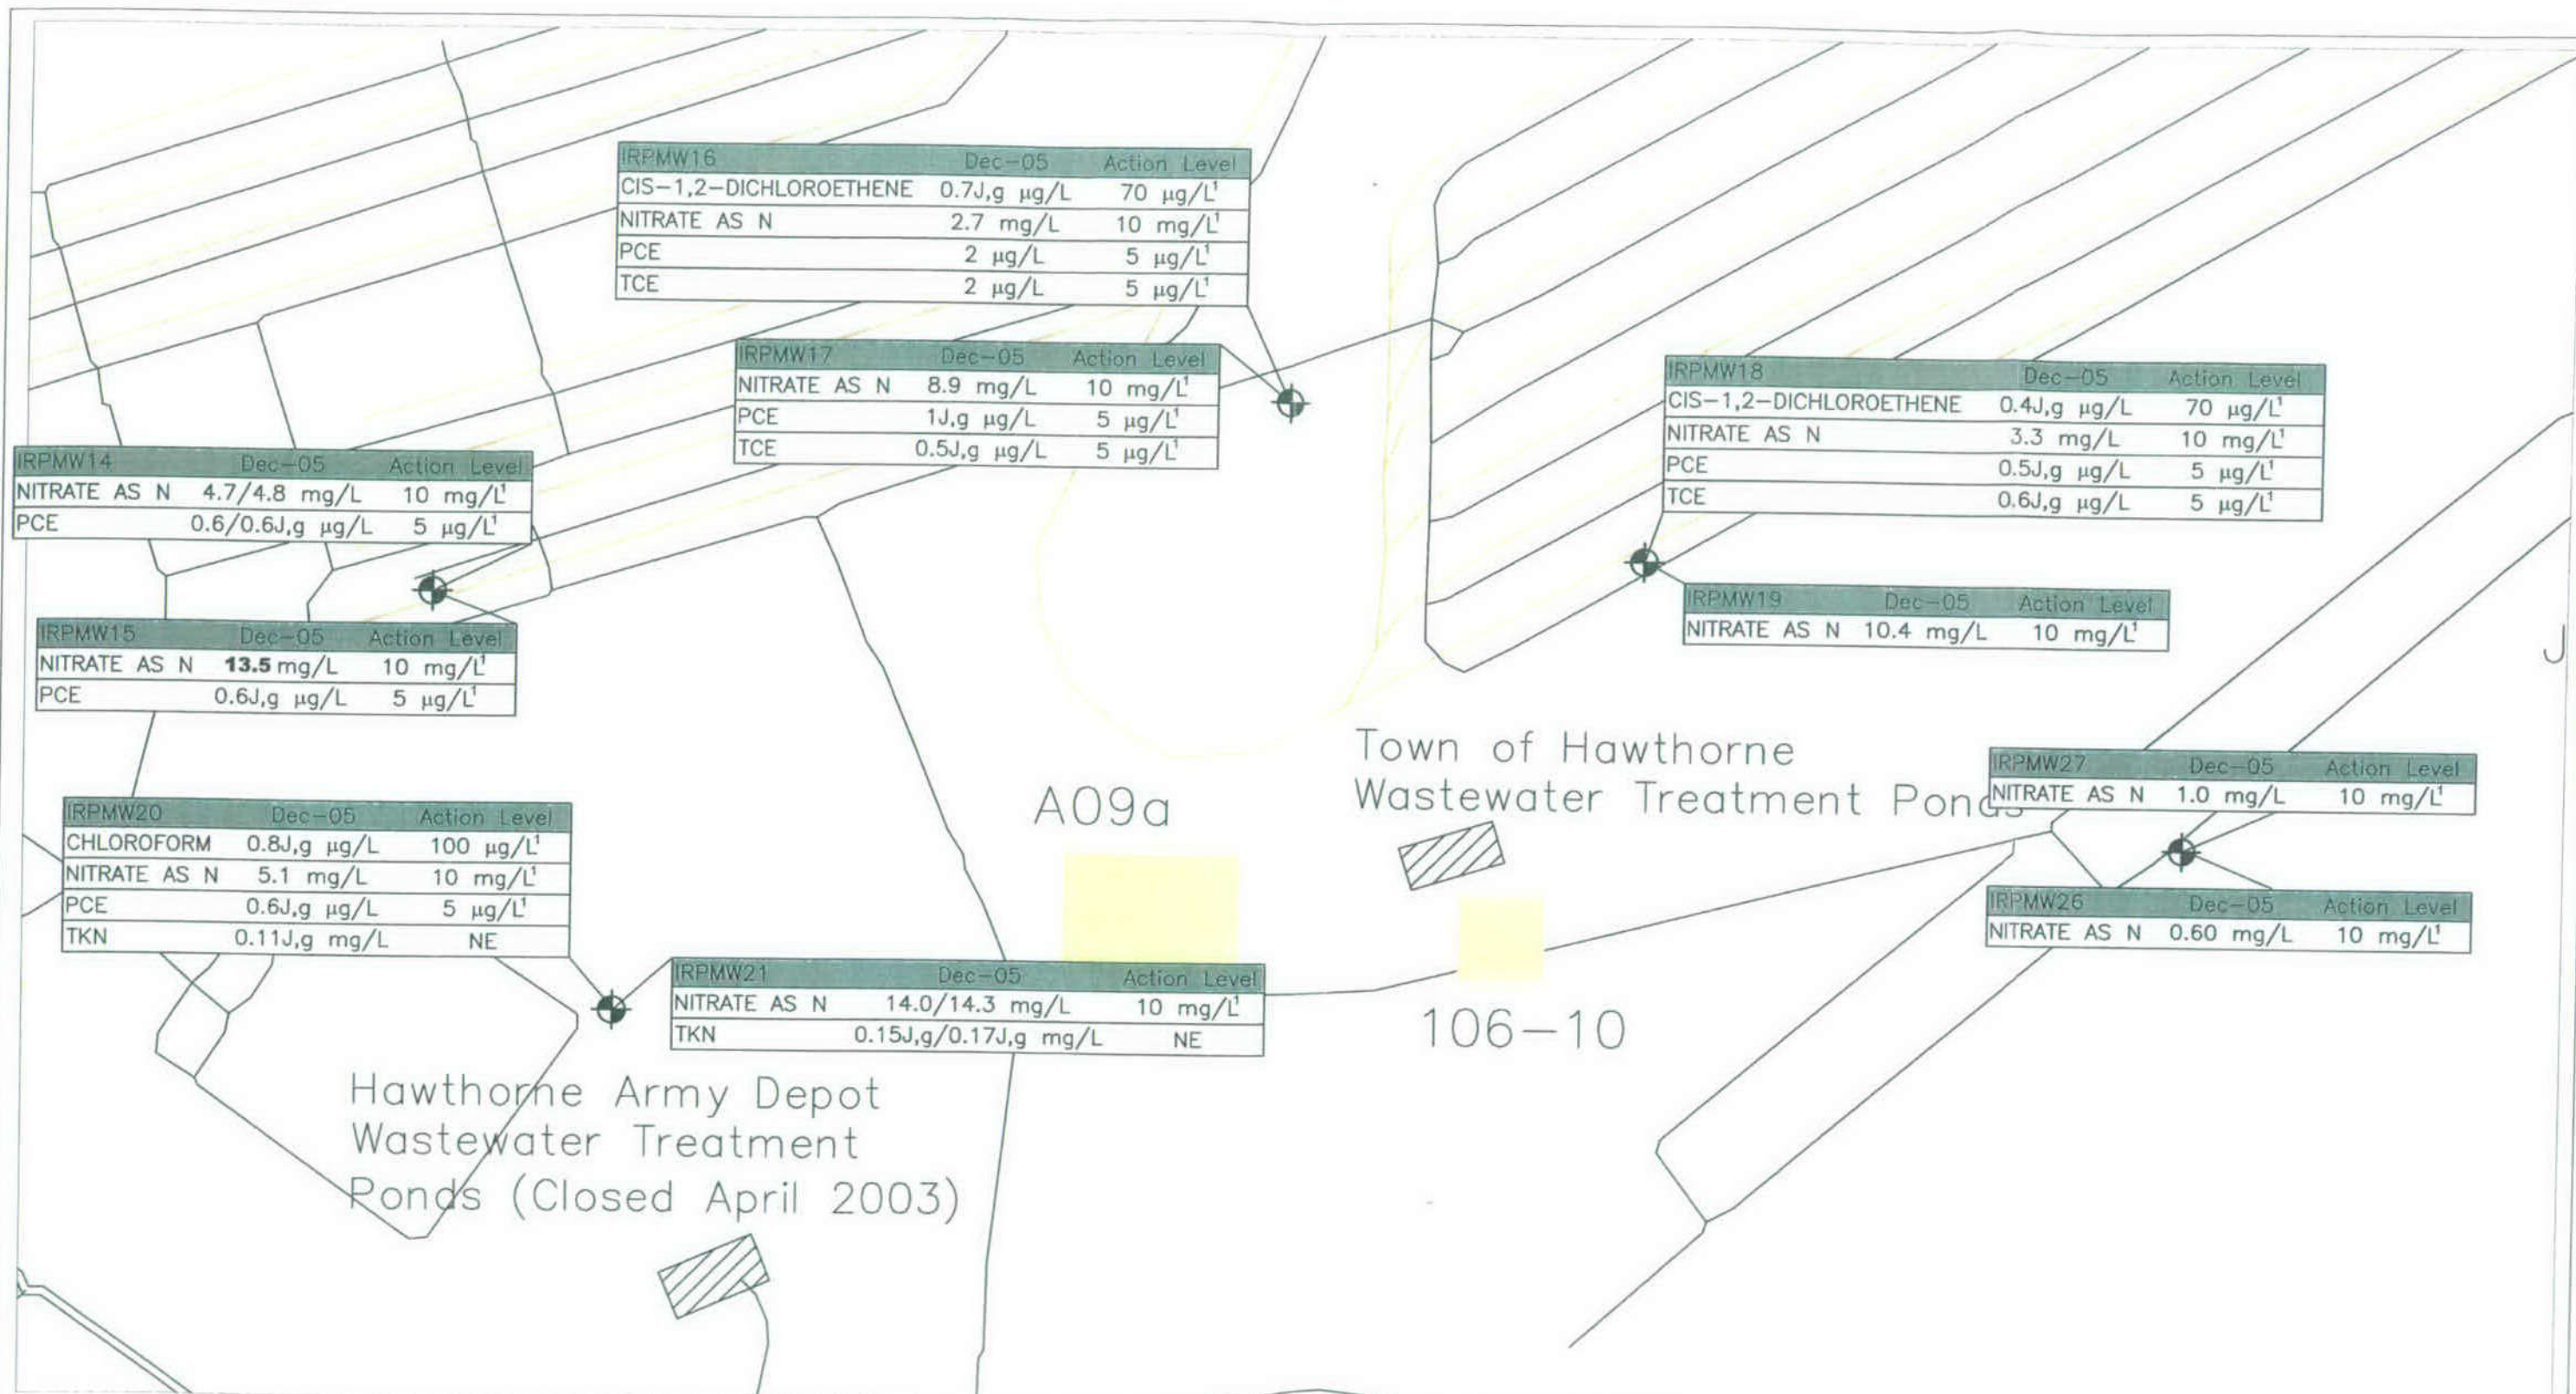 IRPMW16 Dec-05 Action Level
CIS-1,2-DICHLOROETHENE 0.7J,g µg/L 70 µg/L¹
NITRATE AS N 2.7 mg/L 10 mg/L¹
PCE 2 µg/L 5 µg/L¹
TCE 2 µg/L 5 µg/L¹
IRPMW17 Dec-05 Action Level
NITRATE AS N 8.9 mg/L 10 mg/L¹
PCE 1J,g µg/L 5 µg/L¹
TCE 0.5J,g µg/L 5 µg/L¹
IRPMW18 Dec-05 Action Level
CIS-1,2-DICHLOROETHENE 0.4J,g µg/L 70 µg/L¹
NITRATE AS N 3.3 mg/L 10 mg/L¹
PCE 0.5J,g µg/L 5 µg/L¹
TCE 0.6J,g µg/L 5 µg/L¹
IRPMW14 Dec-05 Action Level
NITRATE AS N 4.7/4.8 mg/L 10 mg/L¹
PCE 0.6/0.6J,g µg/L 5 µg/L¹
IRPMW19 Dec-05 Action Level
NITRATE AS N 10.4 mg/L 10 mg/L¹
IRPMW15 Dec-05 Action Level
NITRATE AS N 13.5 mg/L 10 mg/L¹
PCE 0.6J,g µg/L 5 µg/L¹
J
Town of Hawthorne
Wastewater Treatment Ponds
IRPMW27 Dec-05 Action Level
NITRATE AS N 1.0 mg/L 10 mg/L¹
A09a
IRPMW20 Dec-05 Action Level
CHLOROFORM 0.8J,g µg/L 100 µg/L¹
NITRATE AS N 5.1 mg/L 10 mg/L¹
PCE 0.6J,g µg/L 5 µg/L¹
TKN 0.11J,g mg/L NE
IRPMW26 Dec-05 Action Level
NITRATE AS N 0.60 mg/L 10 mg/L¹
IRPMW21 Dec-05 Action Level
NITRATE AS N 14.0/14.3 mg/L 10 mg/L¹
TKN 0.15J,g/0.17J,g mg/L NE
106-10
Hawthorne Army Depot
Wastewater Treatment
Ponds (Closed April 2003)